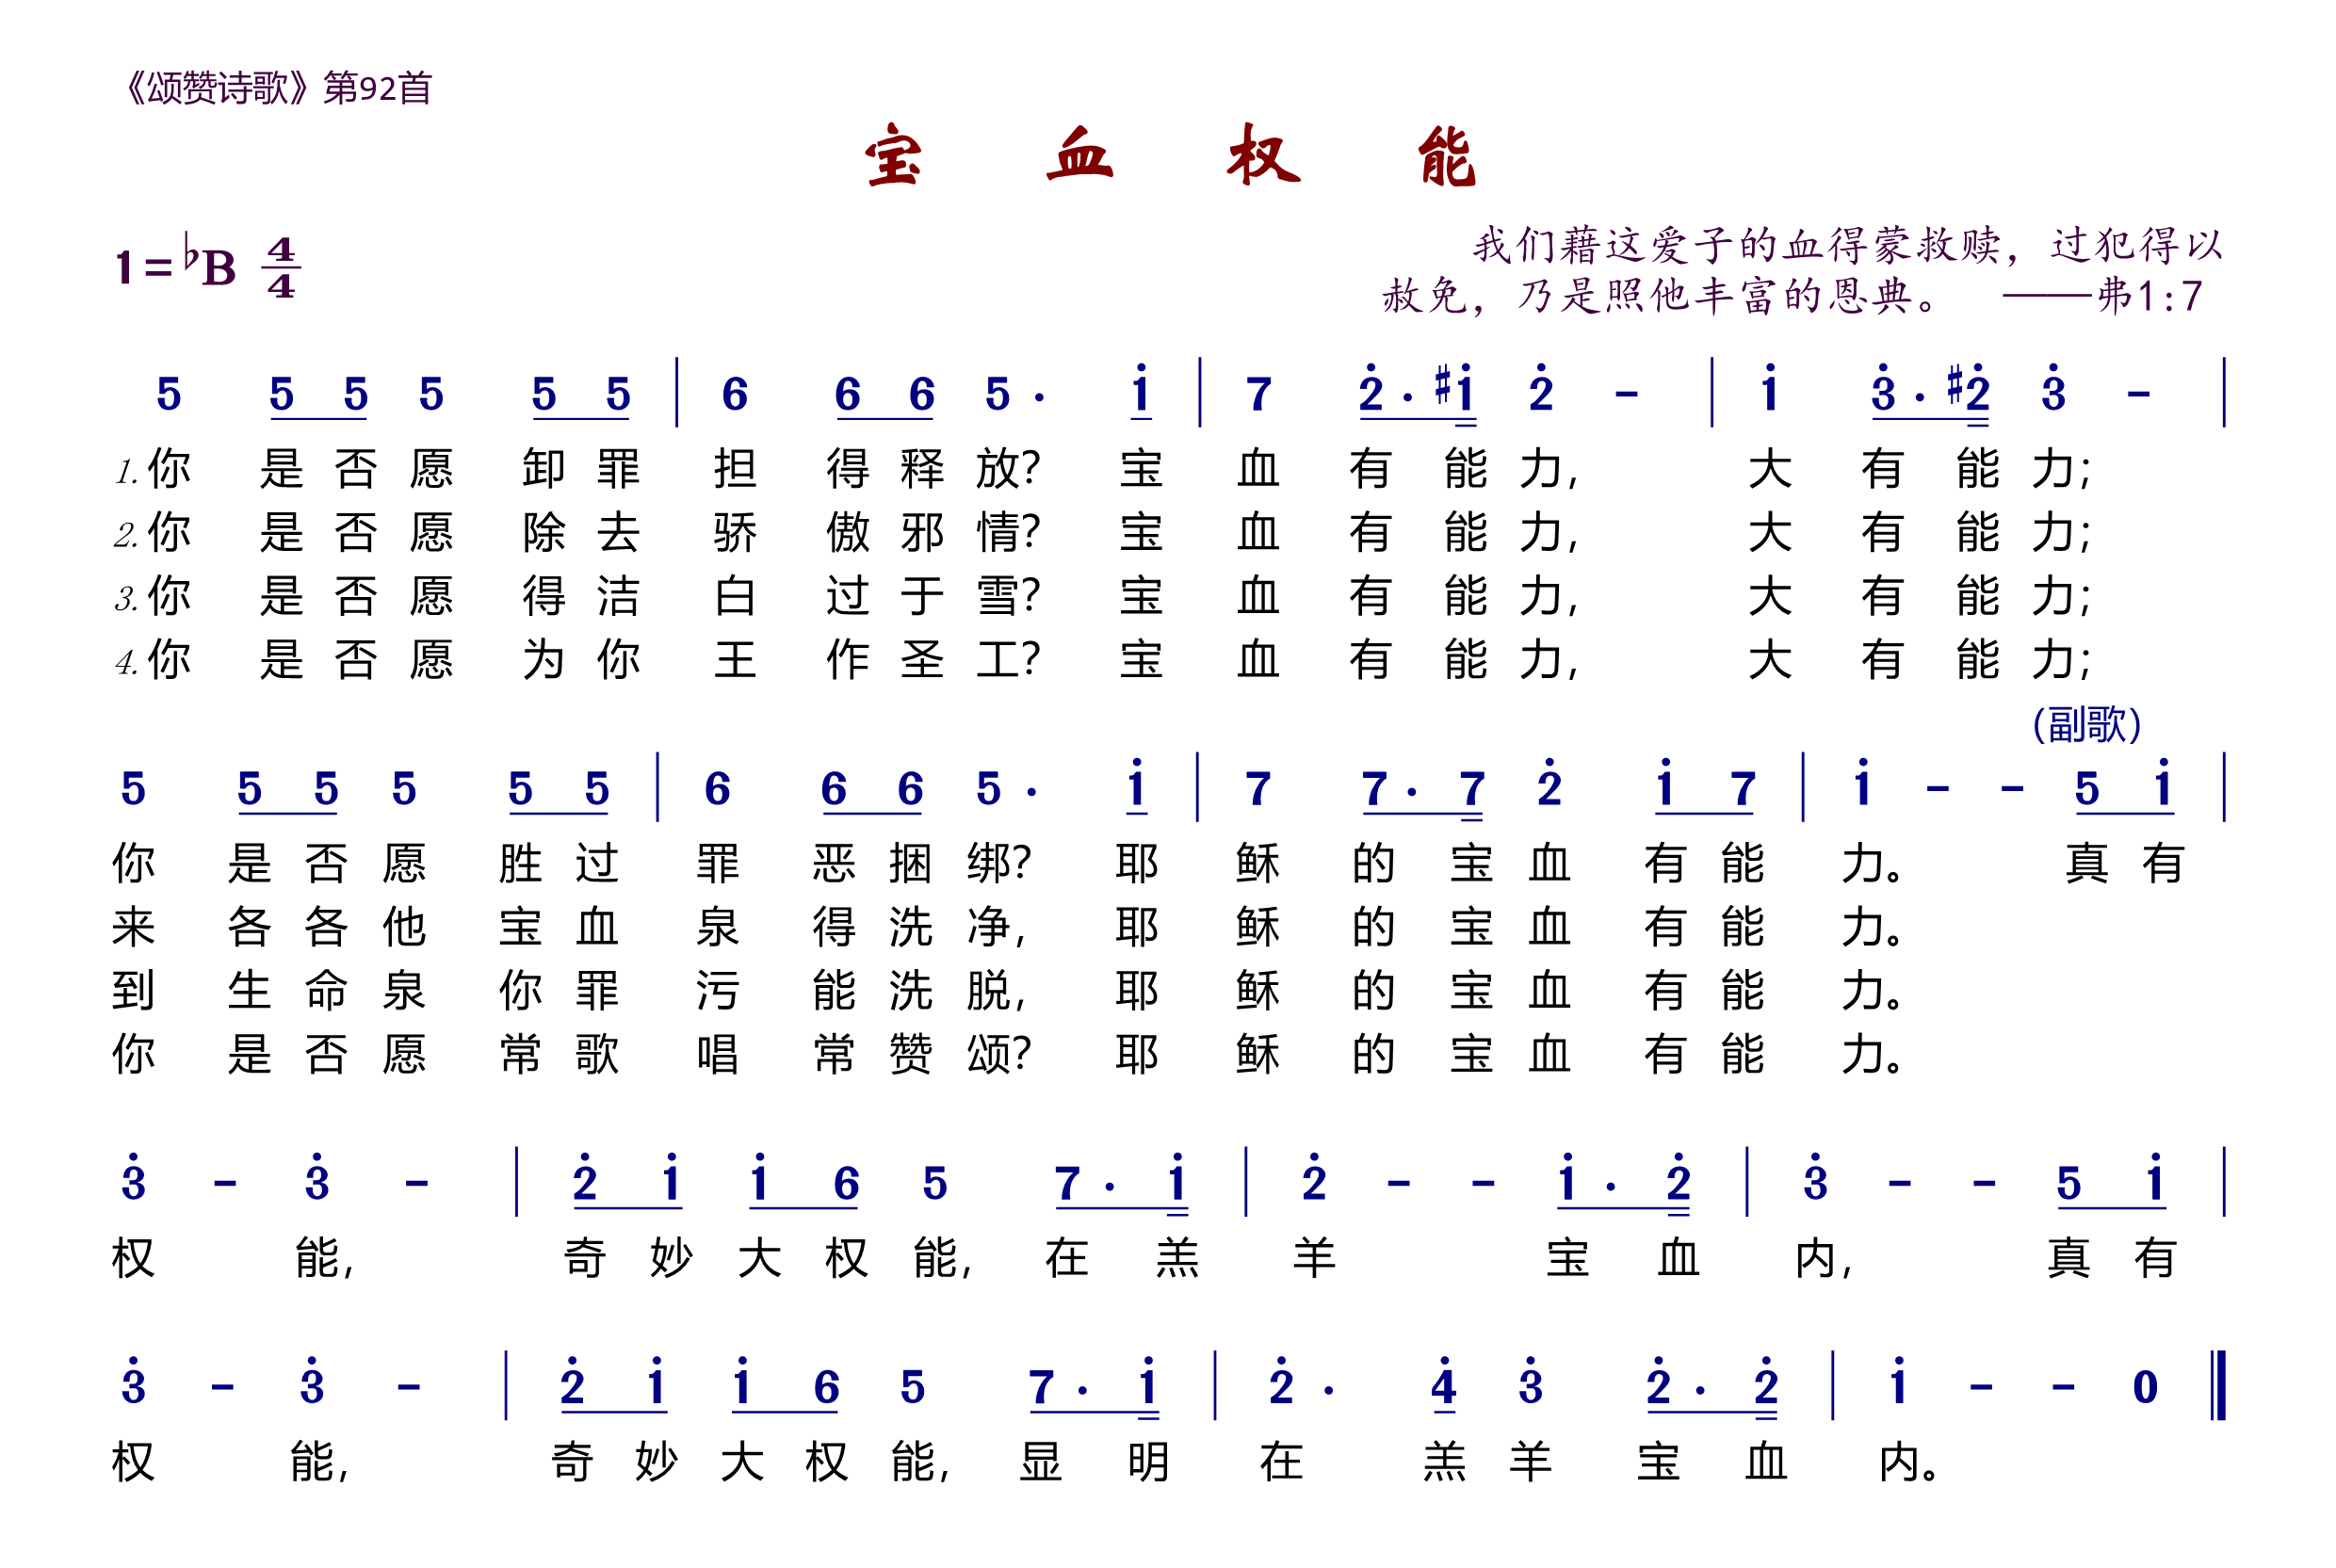 《颂赞诗歌》第92首
宝 血 权 能
1=♭B 4/4
我们藉这爱子的血得蒙救赎，过犯得以
赦免，乃是照他丰富的恩典。 ——弗1:7
5 5 5 5 5 5 | 6 6 6 5 · i | 7 2̇ · #i 2̇ - | i 3̇ · #2̇ 3̇ - |
1.你 是否愿 卸罪 担 得释放？ 宝 血 有 能力， 大 有 能力；
2.你 是否愿 除去 骄 傲邪情？ 宝 血 有 能力， 大 有 能力；
3.你 是否愿 得洁 白 过于雪？ 宝 血 有 能力， 大 有 能力；
4.你 是否愿 为你 王 作圣工？ 宝 血 有 能力， 大 有 能力；
(副歌)
5 5 5 5 5 5 | 6 6 6 5 · i | 7 7 · 7 2̇ i 7 | i - - 5 i |
你 是否愿 胜过 罪 恶捆绑？ 耶 稣 的 宝血 有能 力。 真有
来 各各他 宝血 泉 得洗净， 耶 稣 的 宝血 有能 力。
到 生命泉 你罪 污 能洗脱， 耶 稣 的 宝血 有能 力。
你 是否愿 常歌 唱 常赞颂？ 耶 稣 的 宝血 有能 力。
3̇ - 3̇ - | 2̇ i i 6 5 7 · i | 2̇ - - i · 2̇ | 3̇ - - 5 i |
权 能， 奇妙大权能， 在 羔 羊 宝 血 内， 真有
3̇ - 3̇ - | 2̇ i i 6 5 7 · i | 2̇ · 4̇ 3̇ 2̇ · 2̇ | i - - 0
权 能， 奇妙大权能， 显 明 在 羔羊 宝 血 内。